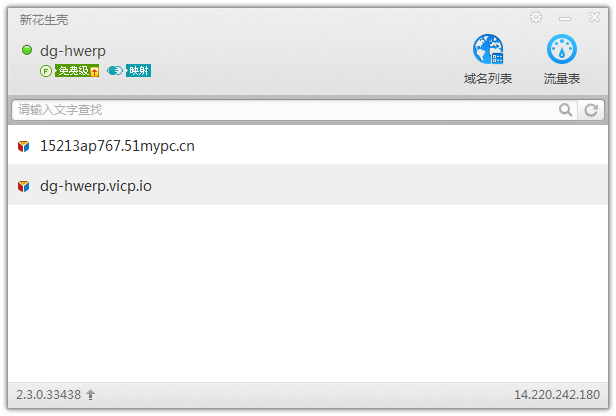 新花生壳
dg-hwerp
F 免费级 映射
域名列表 流量表
请输入文字查找
15213ap767.51mypc.cn
dg-hwerp.vicp.io
2.3.0.33438 14.220.242.180